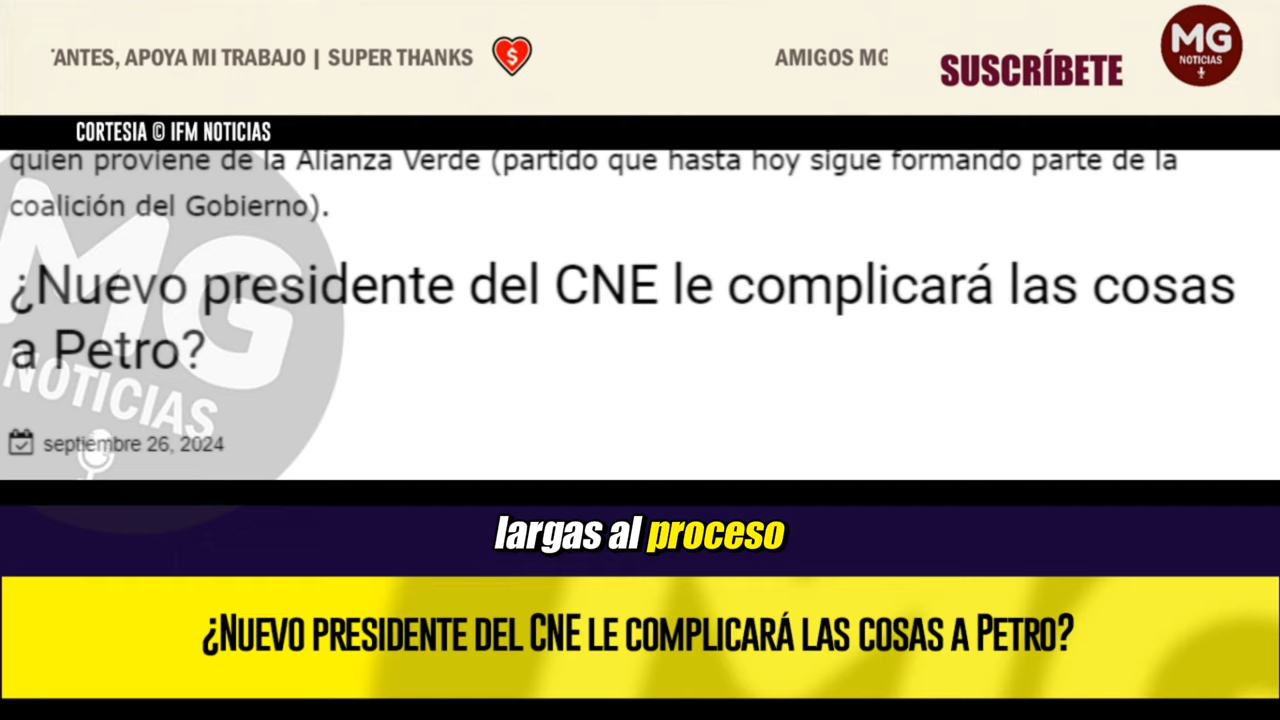 'ANTES, APOYA MI TRABAJO | SUPER THANKS
AMIGOS MG
SUSCRÍBETE
MG
NOTICIAS
CORTESIA © IFM NOTICIAS
quien proviene de la Alianza Verde (partido que hasta hoy sigue formando parte de la
coalición del Gobierno).
¿Nuevo presidente del CNE le complicará las cosas
a Petro?
MG
NOTICIAS
septiembre 26, 2024
largas al proceso
¿NUEVO PRESIDENTE DEL CNE LE COMPLICARÁ LAS COSAS A PETRO?